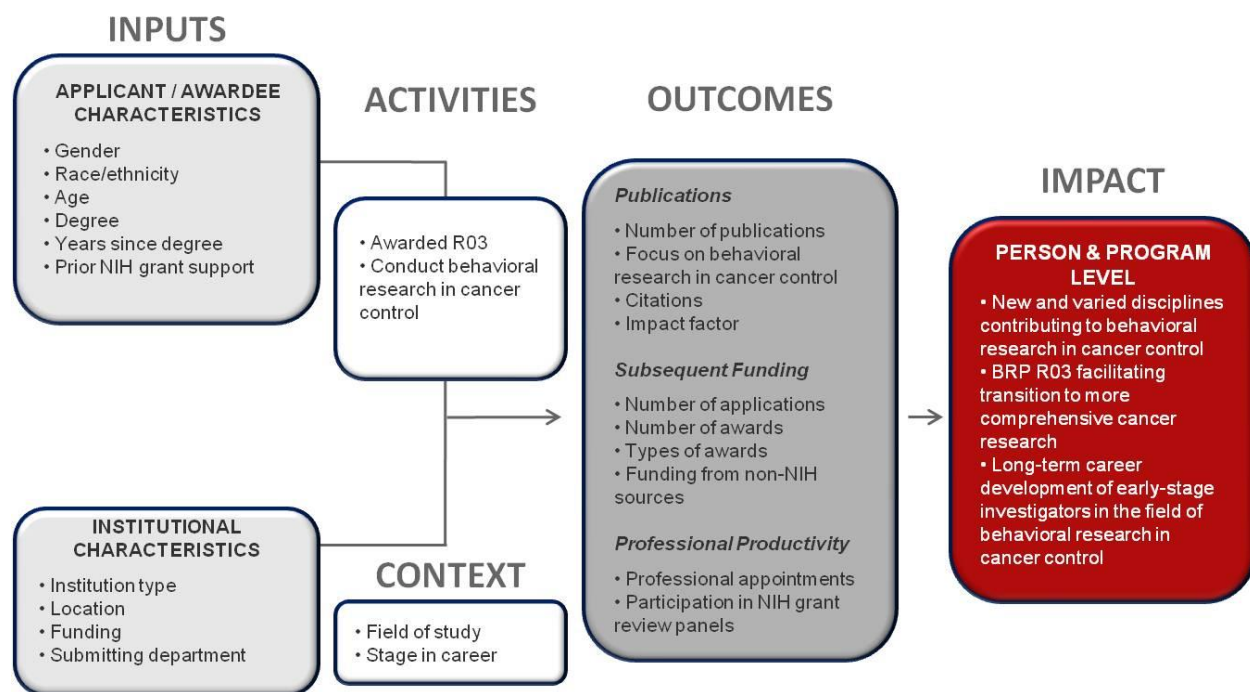 INPUTS
APPLICANT / AWARDEE
CHARACTERISTICS
• Gender
• Race/ethnicity
• Age
• Degree
• Years since degree
• Prior NIH grant support
INSTITUTIONAL
CHARACTERISTICS
• Institution type
• Location
• Funding
• Submitting department
ACTIVITIES
• Awarded R03
• Conduct behavioral
research in cancer
control
CONTEXT
• Field of study
• Stage in career
OUTCOMES
Publications
• Number of publications
• Focus on behavioral
research in cancer control
• Citations
• Impact factor
Subsequent Funding
• Number of applications
• Number of awards
• Types of awards
• Funding from non-NIH
sources
Professional Productivity
• Professional appointments
• Participation in NIH grant
review panels
IMPACT
PERSON & PROGRAM
LEVEL
• New and varied disciplines
contributing to behavioral
research in cancer control
• BRP R03 facilitating
transition to more
comprehensive cancer
research
• Long-term career
development of early-stage
investigators in the field of
behavioral research in
cancer control